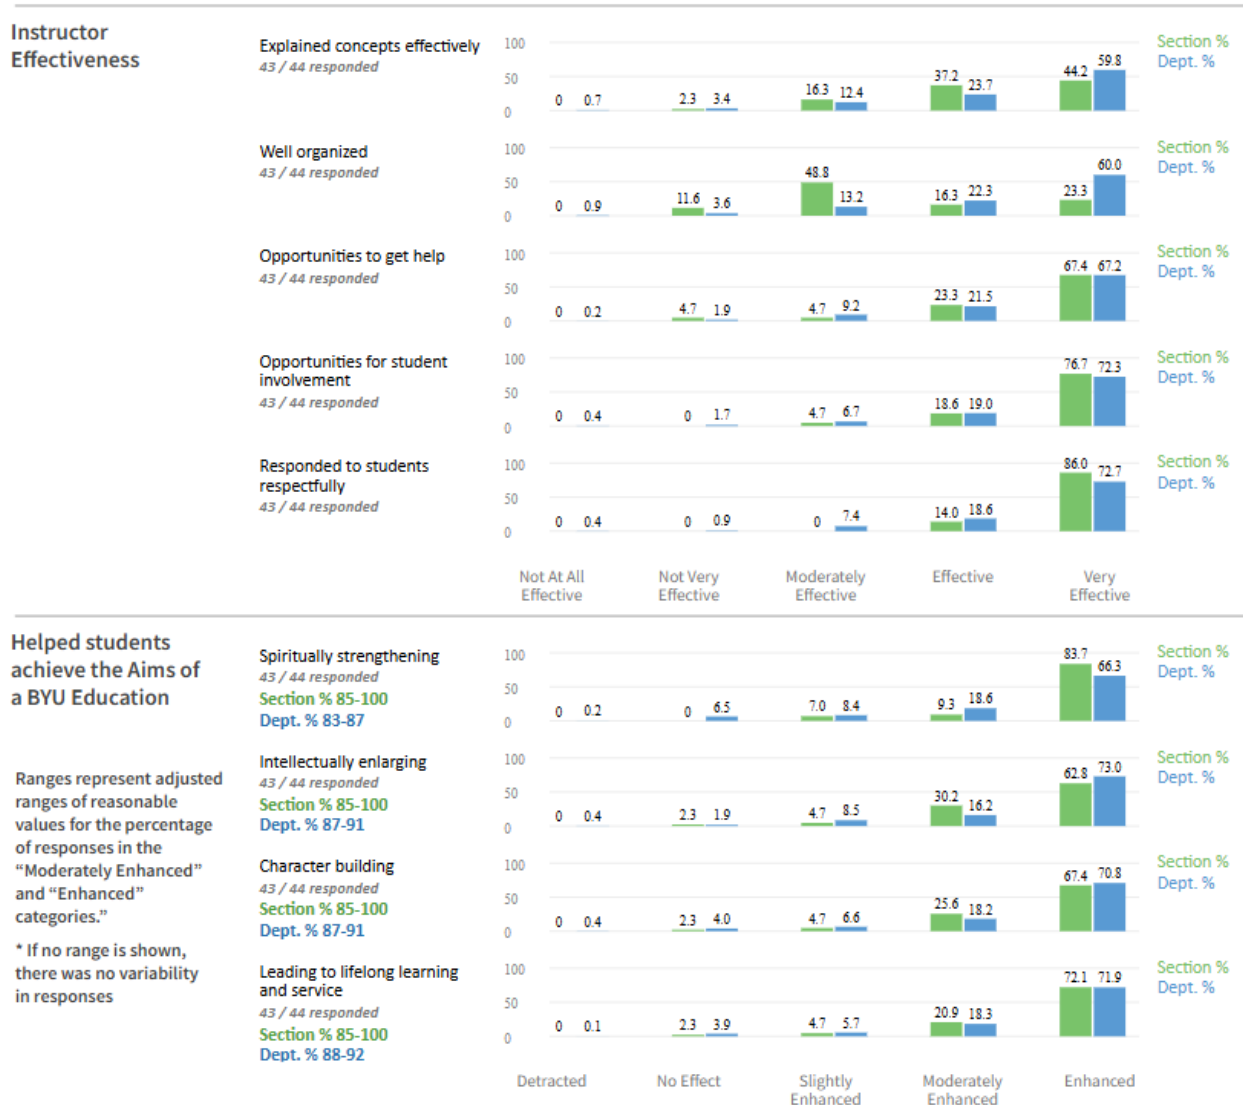 Instructor
Effectiveness
Explained concepts effectively
43 / 44 responded
100
50
0
0 0.7
2.3 3.4
16.3 12.4
37.2 23.7
44.2 59.8
Section %
Dept. %
Well organized
43 / 44 responded
100
50
0
0 0.9
11.6 3.6
48.8 13.2
16.3 22.3
23.3 60.0
Section %
Dept. %
Opportunities to get help
43 / 44 responded
100
50
0
0 0.2
4.7 1.9
4.7 9.2
23.3 21.5
67.4 67.2
Section %
Dept. %
Opportunities for student
involvement
43 / 44 responded
100
50
0
0 0.4
0 1.7
4.7 6.7
18.6 19.0
76.7 72.3
Section %
Dept. %
Responded to students
respectfully
43 / 44 responded
100
50
0
0 0.4
0 0.9
0 7.4
14.0 18.6
86.0 72.7
Section %
Dept. %
Not At All
Effective
Not Very
Effective
Moderately
Effective
Effective
Very
Effective
Helped students
achieve the Aims of
a BYU Education
Ranges represent adjusted
ranges of reasonable
values for the percentage
of responses in the
“Moderately Enhanced”
and “Enhanced”
categories.”
* If no range is shown,
there was no variability
in responses
Spiritually strengthening
43 / 44 responded
Section % 85-100
Dept. % 83-87
100
50
0
0 0.2
0 6.5
7.0 8.4
9.3 18.6
83.7 66.3
Section %
Dept. %
Intellectually enlarging
43 / 44 responded
Section % 85-100
Dept. % 87-91
100
50
0
0 0.4
2.3 1.9
4.7 8.5
30.2 16.2
62.8 73.0
Section %
Dept. %
Character building
43 / 44 responded
Section % 85-100
Dept. % 87-91
100
50
0
0 0.4
2.3 4.0
4.7 6.6
25.6 18.2
67.4 70.8
Section %
Dept. %
Leading to lifelong learning
and service
43 / 44 responded
Section % 85-100
Dept. % 88-92
100
50
0
0 0.1
2.3 3.9
4.7 5.7
20.9 18.3
72.1 71.9
Section %
Dept. %
Detracted
No Effect
Slightly
Enhanced
Moderately
Enhanced
Enhanced